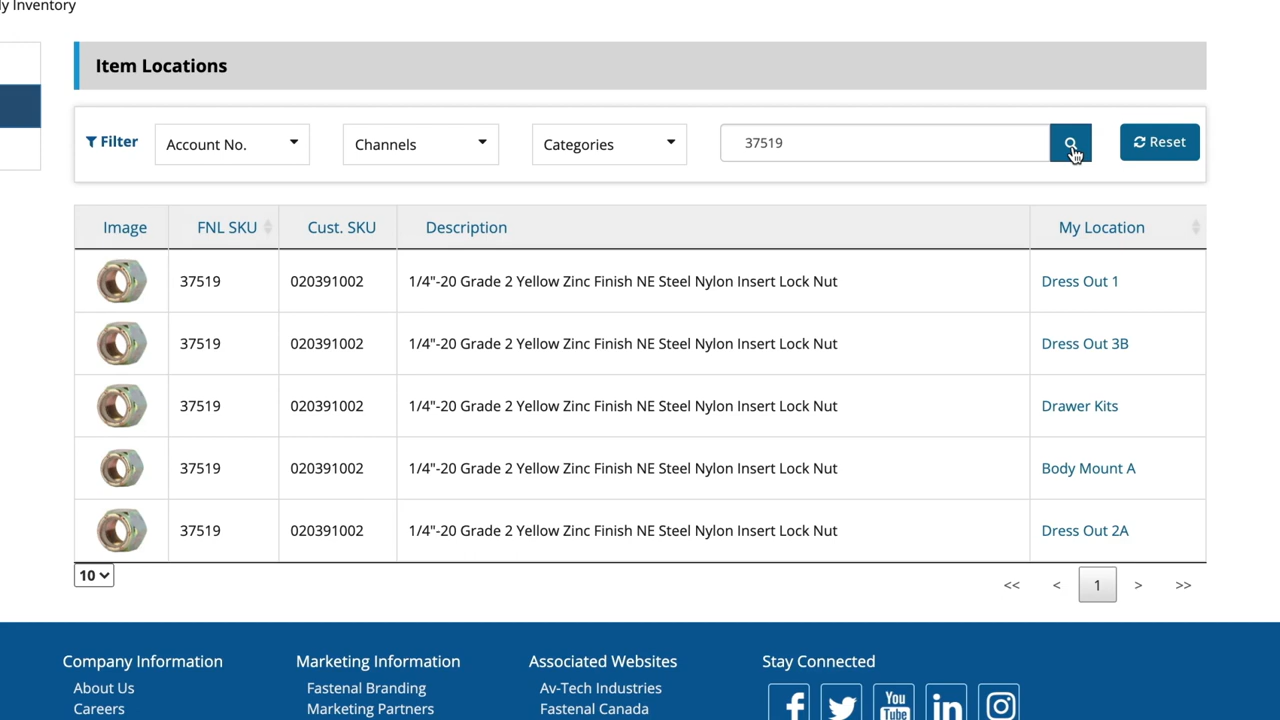 y Inventory
Item Locations
Filter Account No. Channels Categories 37519 Reset
Image FNL SKU Cust. SKU Description My Location
37519 020391002 1/4"-20 Grade 2 Yellow Zinc Finish NE Steel Nylon Insert Lock Nut Dress Out 1
37519 020391002 1/4"-20 Grade 2 Yellow Zinc Finish NE Steel Nylon Insert Lock Nut Dress Out 3B
37519 020391002 1/4"-20 Grade 2 Yellow Zinc Finish NE Steel Nylon Insert Lock Nut Drawer Kits
37519 020391002 1/4"-20 Grade 2 Yellow Zinc Finish NE Steel Nylon Insert Lock Nut Body Mount A
37519 020391002 1/4"-20 Grade 2 Yellow Zinc Finish NE Steel Nylon Insert Lock Nut Dress Out 2A
10 << < 1 > >>
Company Information Marketing Information Associated Websites Stay Connected
About Us Fastenal Branding Av-Tech Industries
Careers Marketing Partners Fastenal Canada
You Tube in